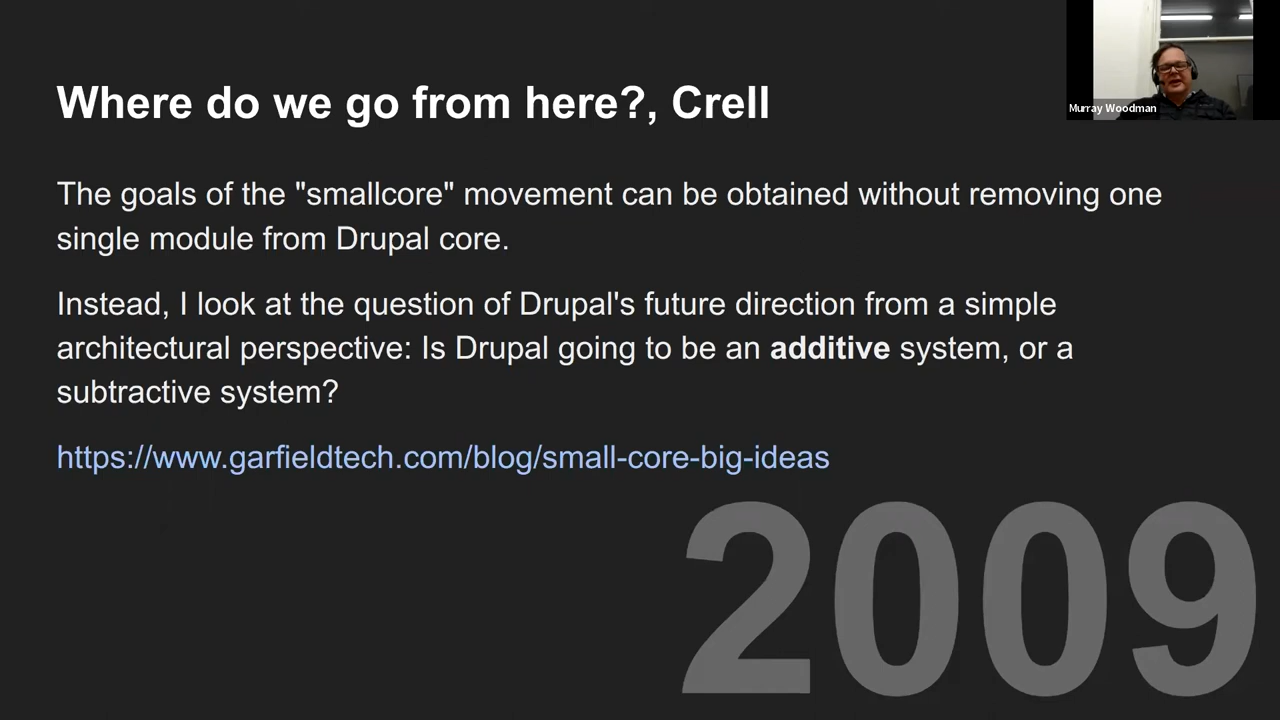 Where do we go from here?, Crell
Murray Woodman
The goals of the "smallcore" movement can be obtained without removing one
single module from Drupal core.
Instead, I look at the question of Drupal's future direction from a simple
architectural perspective: Is Drupal going to be an additive system, or a
subtractive system?
https://www.garfieldtech.com/blog/small-core-big-ideas
2009